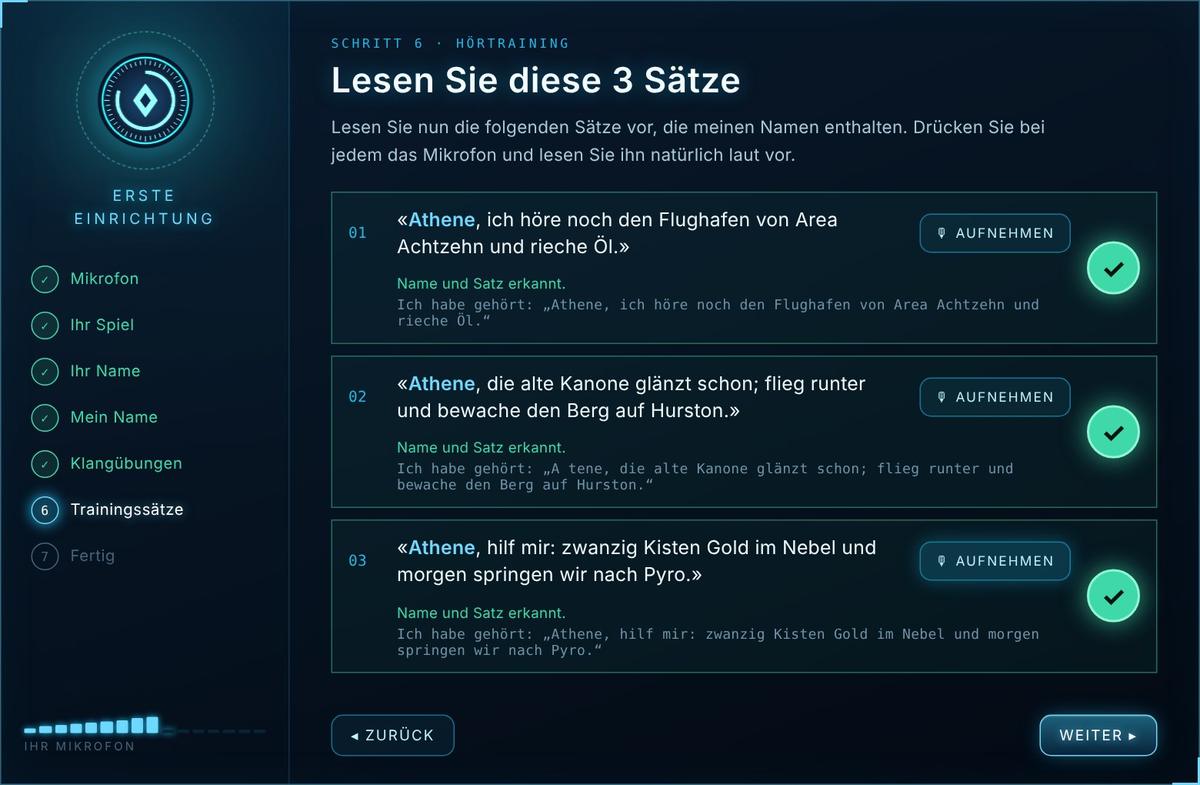 ERSTE
EINRICHTUNG
✓ Mikrofon
✓ Ihr Spiel
✓ Ihr Name
✓ Mein Name
✓ Klangübungen
6 Trainingssätze
7 Fertig
IHR MIKROFON
SCHRITT 6 · HÖRTRAINING
Lesen Sie diese 3 Sätze
Lesen Sie nun die folgenden Sätze vor, die meinen Namen enthalten. Drücken Sie bei
jedem das Mikrofon und lesen Sie ihn natürlich laut vor.
01
«Athene, ich höre noch den Flughafen von Area
Achtzehn und rieche Öl.»
AUFNEHMEN
Name und Satz erkannt.
Ich habe gehört: „Athene, ich höre noch den Flughafen von Area Achtzehn und
rieche Öl.“
02
«Athene, die alte Kanone glänzt schon; flieg runter
und bewache den Berg auf Hurston.»
AUFNEHMEN
Name und Satz erkannt.
Ich habe gehört: „A tene, die alte Kanone glänzt schon; flieg runter und
bewache den Berg auf Hurston.“
03
«Athene, hilf mir: zwanzig Kisten Gold im Nebel und
morgen springen wir nach Pyro.»
AUFNEHMEN
Name und Satz erkannt.
Ich habe gehört: „Athene, hilf mir: zwanzig Kisten Gold im Nebel und morgen
springen wir nach Pyro.“
◂ ZURÜCK
WEITER ▸